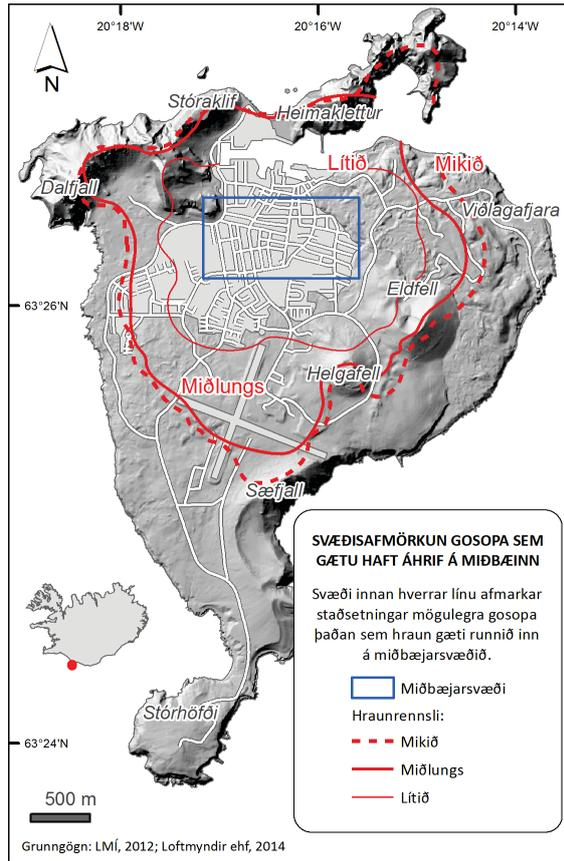 20°18'W
20°16'W
20°14'W
N
Stóraklif
Heimaklettur
Lítið
Mikið
Dalfjall
Viðlagafjara
Eldfell
63°26'N
Helgafell
Miðlungs
Sæfjall
SVÆÐISAFMÖRKUN GOSOPA SEM
GÆTU HAFT ÁHRIF Á MIÐBÆINN
Svæði innan hverrar línu afmarkar
staðsetningar mögulegra gosopa
þaðan sem hraun gæti runnið inn
á miðbæjarsvæðið.
Miðbæjarsvæði
Hraunrennsli:
Mikið
Miðlungs
Lítið
Stórhöfði
63°24'N
500 m
Grunngögn: LMÍ, 2012; Loftmyndir ehf, 2014